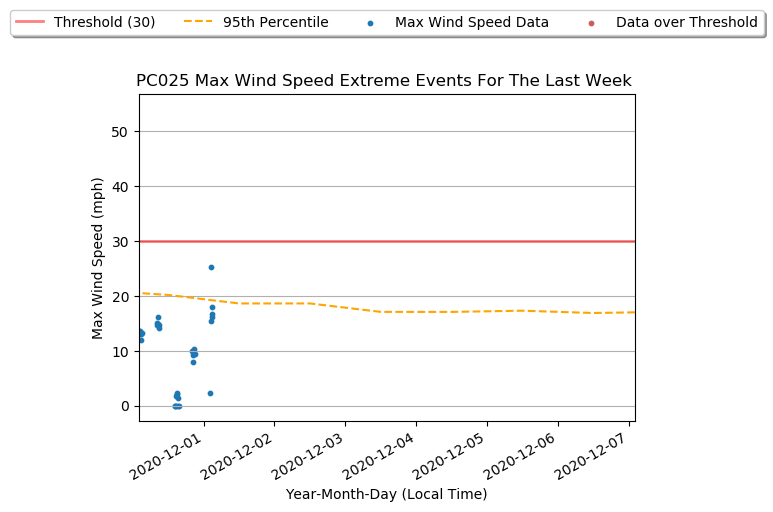 Threshold (30) 95th Percentile Max Wind Speed Data Data over Threshold
PC025 Max Wind Speed Extreme Events For The Last Week
Max Wind Speed (mph)
50
40
30
20
10
0
2020-12-01 2020-12-02 2020-12-03 2020-12-04 2020-12-05 2020-12-06 2020-12-07
Year-Month-Day (Local Time)